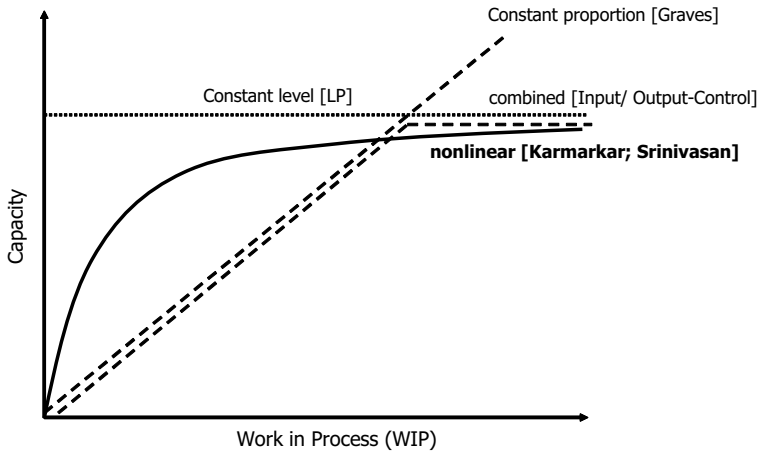 Constant proportion [Graves]
Constant level [LP]
combined [Input/ Output-Control]
nonlinear [Karmarkar; Srinivasan]
Capacity
Work in Process (WIP)